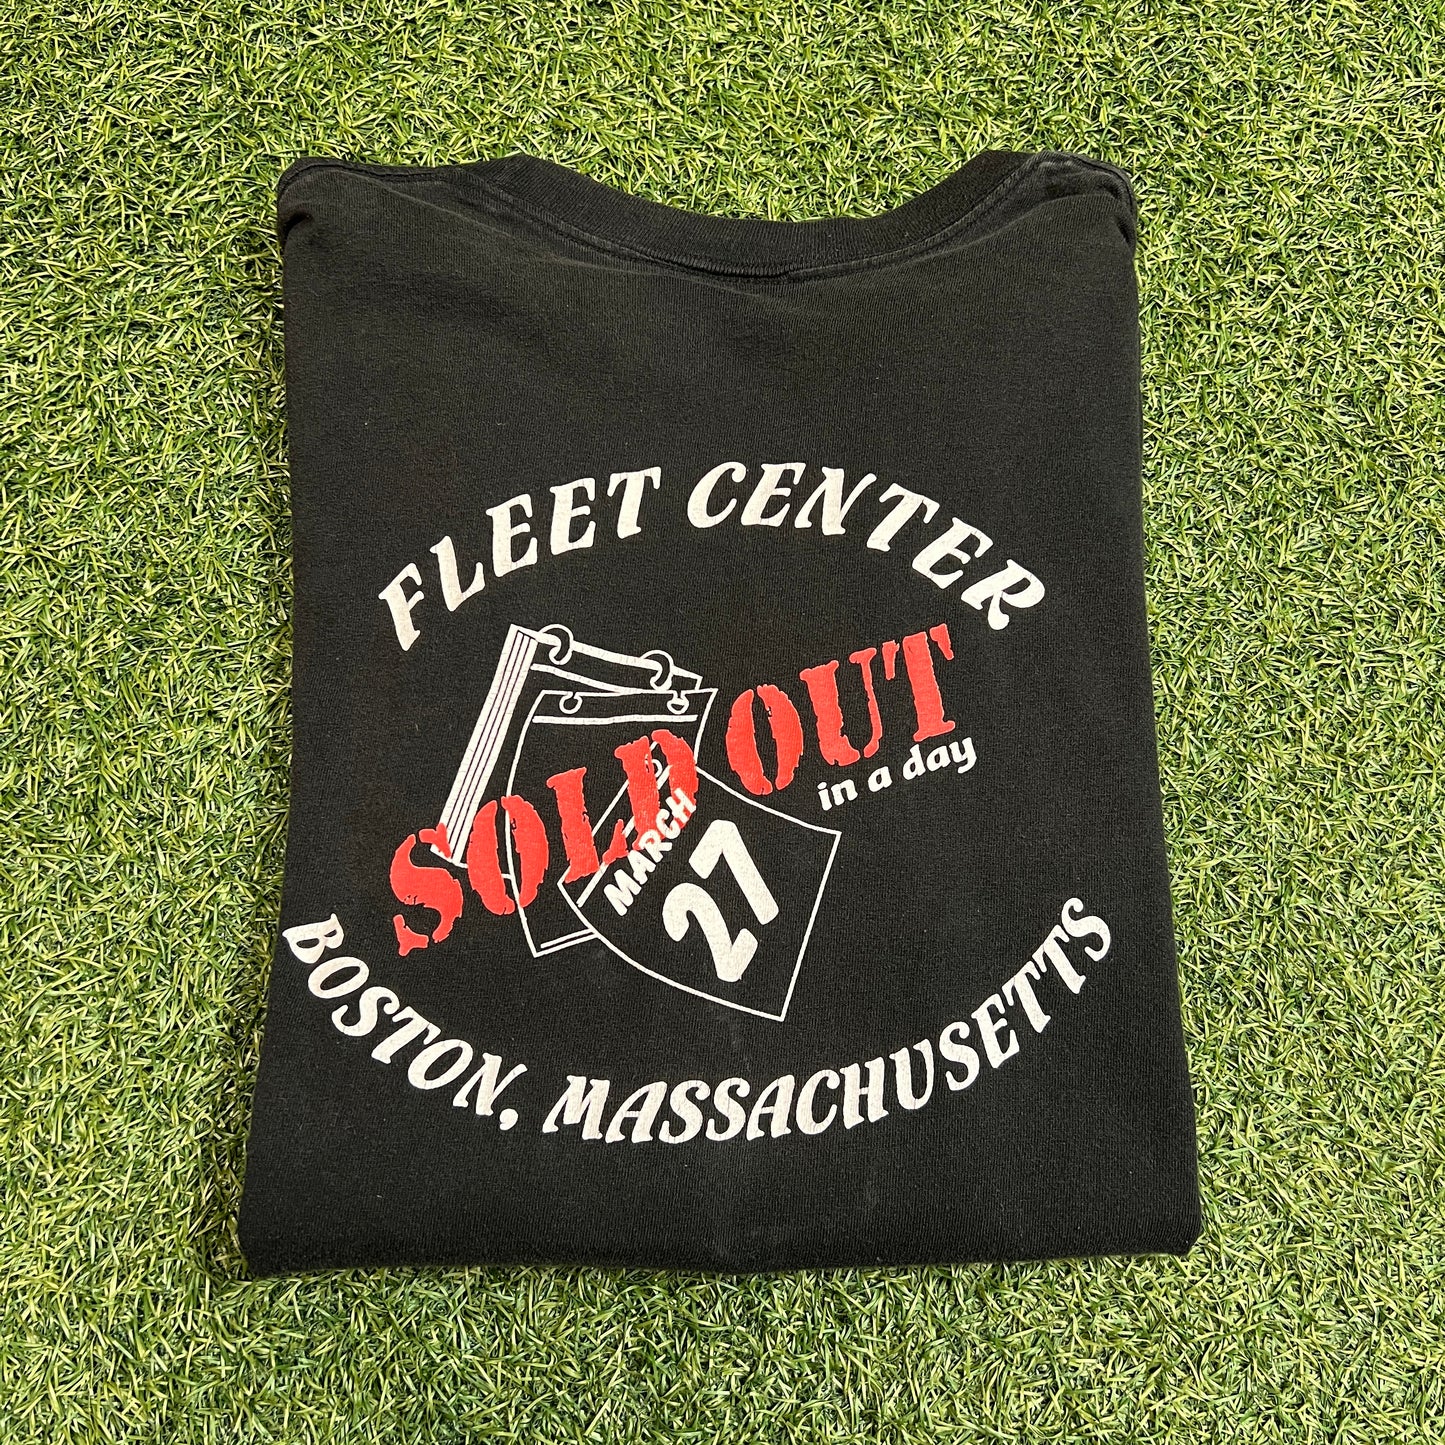 FLEET CENTER
SOLD OUT
in a day
MARCH
27
BOSTON, MASSACHUSETTS